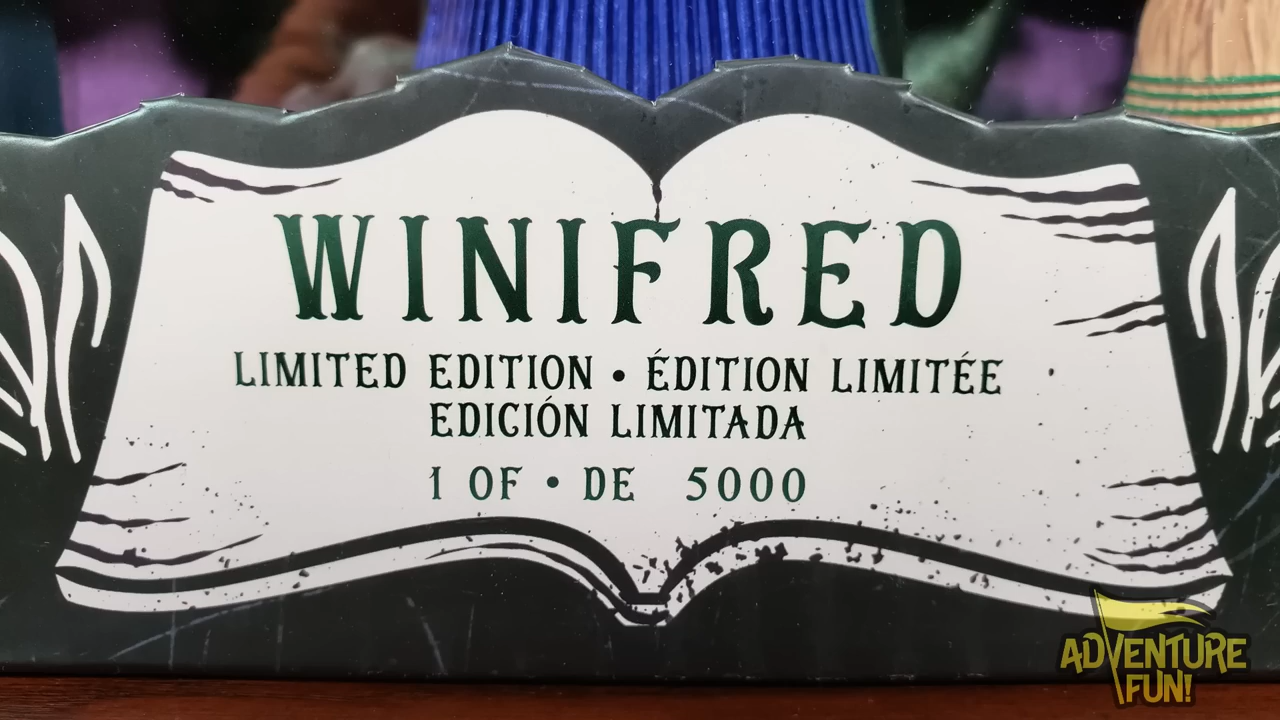 WINIFRED
LIMITED EDITION • ÉDITION LIMITÉE
EDICIÓN LIMITADA
1 OF • DE 5000
ADVENTURE
FUN!